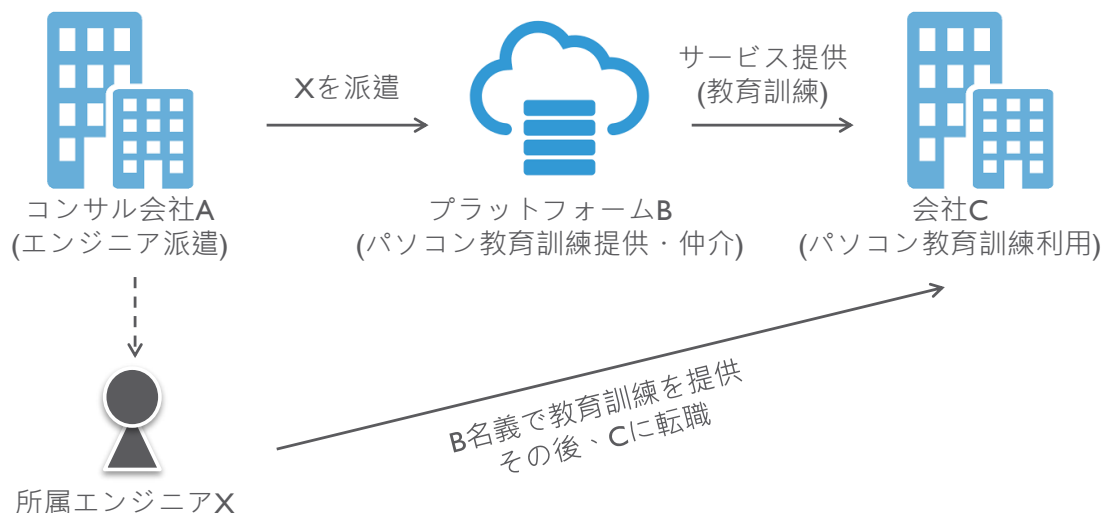 Xを派遣
サービス提供
(教育訓練)
コンサル会社A
(エンジニア派遣)
プラットフォームB
(パソコン教育訓練提供・仲介)
会社C
(パソコン教育訓練利用)
B名義で教育訓練を提供
その後、Cに転職
所属エンジニアX